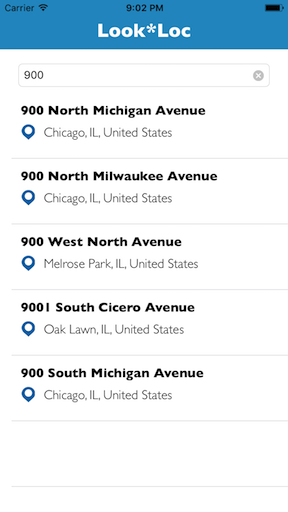 Carrier 9:02 PM
Look*Loc
900
900 North Michigan Avenue
Chicago, IL, United States
900 North Milwaukee Avenue
Chicago, IL, United States
900 West North Avenue
Melrose Park, IL, United States
9001 South Cicero Avenue
Oak Lawn, IL, United States
900 South Michigan Avenue
Chicago, IL, United States